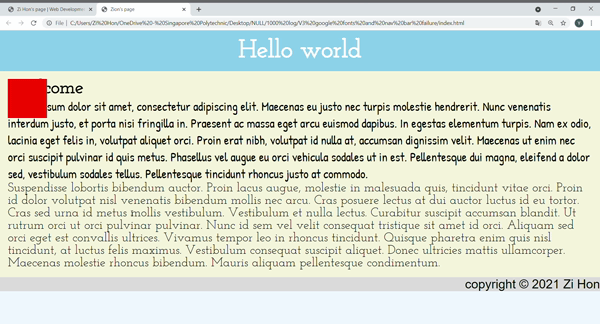 Zi Hon's page | Web Developme
Zion's page
File | C:/Users/Zi%20Hon/OneDrive%20-%20Singapore%20Polytechnic/Desktop/NULL/1000%20log/V3%20google%20fonts%20and%20nav%20bar%20failure/index.html
Hello world
come
sum dolor sit amet, consectetur adipiscing elit. Maecenas eu justo nec turpis molestie hendrerit. Nunc venenatis
interdum justo, et porta nisi fringilla in. Praesent ac massa eget arcu euismod dapibus. In egestas elementum turpis. Nam ex odio,
lacinia eget felis in, volutpat aliquet orci. Proin erat nibh, volutpat id nulla at, accumsan dignissim velit. Maecenas ut enim nec
orci suscipit pulvinar id quis metus. Phasellus vel augue eu orci vehicula sodales ut in est. Pellentesque dui magna, eleifend a dolor
sed, vestibulum sodales tellus. Pellentesque tincidunt rhoncus justo at commodo.
Suspendisse lobortis bibendum auctor. Proin lacus augue, molestie in malesuada quis, tincidunt vitae orci. Proin
id dolor volutpat nisl venenatis bibendum mollis nec arcu. Cras posuere lectus at dui auctor luctus id eu tortor.
Cras sed urna id metus mollis vestibulum. Vestibulum et nulla lectus. Curabitur suscipit accumsan blandit. Ut
rutrum orci ut orci pulvinar pulvinar. Nunc id sem vel velit consequat tristique sit amet id orci. Aliquam sed
orci eget est convallis ultrices. Vivamus tempor leo in rhoncus tincidunt. Quisque pharetra enim quis nisl
tincidunt, at luctus felis maximus. Vestibulum consequat suscipit aliquet. Donec ultricies mattis ullamcorper.
Maecenas molestie rhoncus bibendum. Mauris aliquam pellentesque condimentum.
copyright © 2021 Zi Hon